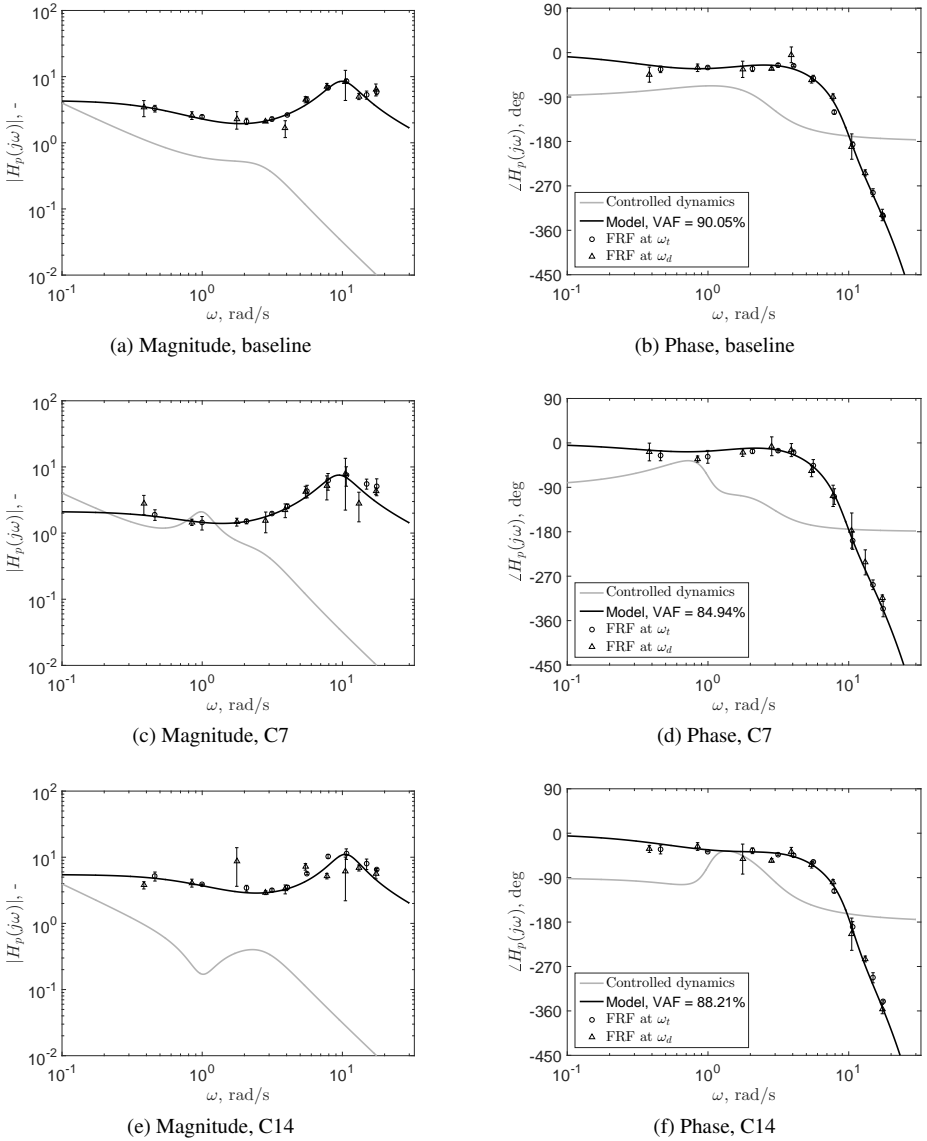 10^2
10^1
10^0
10^-1
10^-2
|H_p(jω)|, -
10^-1
10^0
10^1
ω, rad/s
(a) Magnitude, baseline
90
0
-90
-180
-270
-360
-450
∠H_p(jω), deg
Controlled dynamics
Model, VAF = 90.05%
FRF at ω_t
FRF at ω_d
10^-1
10^0
10^1
ω, rad/s
(b) Phase, baseline
10^2
10^1
10^0
10^-1
10^-2
|H_p(jω)|, -
10^-1
10^0
10^1
ω, rad/s
(c) Magnitude, C7
90
0
-90
-180
-270
-360
-450
∠H_p(jω), deg
Controlled dynamics
Model, VAF = 84.94%
FRF at ω_t
FRF at ω_d
10^-1
10^0
10^1
ω, rad/s
(d) Phase, C7
10^2
10^1
10^0
10^-1
10^-2
|H_p(jω)|, -
10^-1
10^0
10^1
ω, rad/s
(e) Magnitude, C14
90
0
-90
-180
-270
-360
-450
∠H_p(jω), deg
Controlled dynamics
Model, VAF = 88.21%
FRF at ω_t
FRF at ω_d
10^-1
10^0
10^1
ω, rad/s
(f) Phase, C14